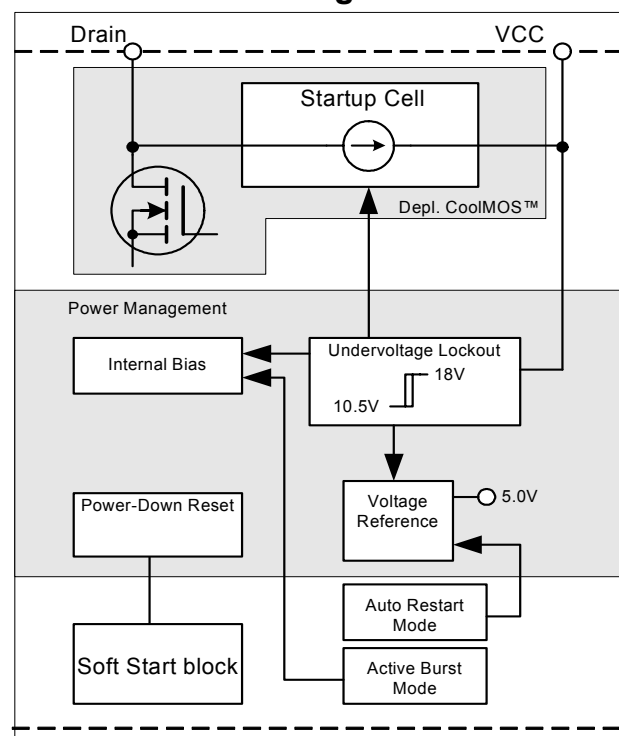 Drain
VCC
Startup Cell
Depl. CoolMOS™
Power Management
Internal Bias
Undervoltage Lockout
18V
10.5V
Power-Down Reset
Voltage
Reference
5.0V
Auto Restart
Mode
Soft Start block
Active Burst
Mode